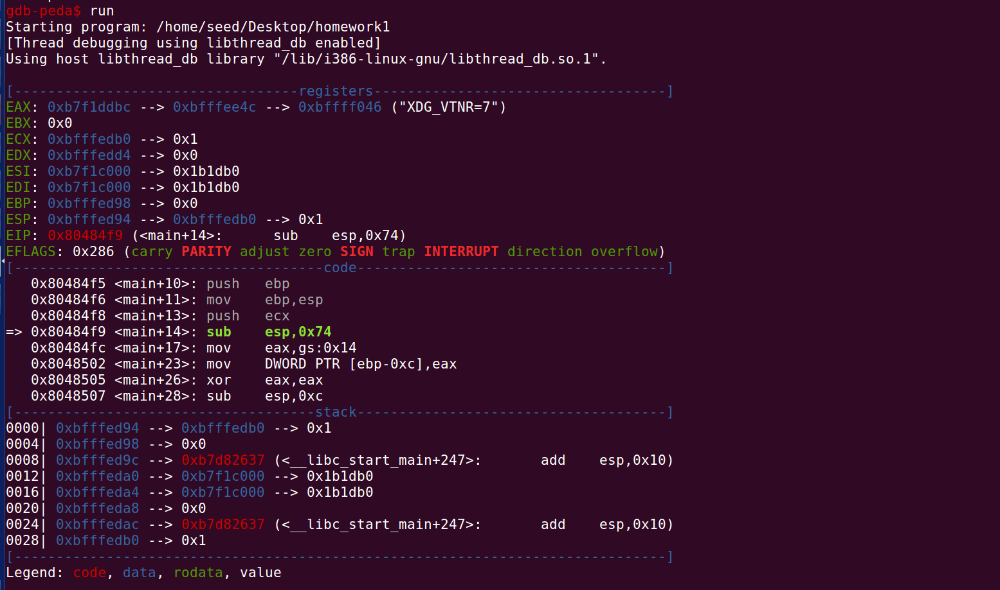 gdb-peda$ run
Starting program: /home/seed/Desktop/homework1
[Thread debugging using libthread_db enabled]
Using host libthread_db library "/lib/i386-linux-gnu/libthread_db.so.1".
[----------------------------------registers-----------------------------------]
EAX: 0xb7f1ddbc --> 0xbfffee4c --> 0xbffff046 ("XDG_VTNR=7")
EBX: 0x0
ECX: 0xbfffedb0 --> 0x1
EDX: 0xbfffedd4 --> 0x0
ESI: 0xb7f1c000 --> 0x1b1db0
EDI: 0xb7f1c000 --> 0x1b1db0
EBP: 0xbfffed98 --> 0x0
ESP: 0xbfffed94 --> 0xbfffedb0 --> 0x1
EIP: 0x80484f9 (<main+14>:      sub    esp,0x74)
EFLAGS: 0x286 (carry PARITY adjust zero SIGN trap INTERRUPT direction overflow)
[-------------------------------------code-------------------------------------]
   0x80484f5 <main+10>: push   ebp
   0x80484f6 <main+11>: mov    ebp,esp
   0x80484f8 <main+13>: push   ecx
=> 0x80484f9 <main+14>: sub    esp,0x74
   0x80484fc <main+17>: mov    eax,gs:0x14
   0x8048502 <main+23>: mov    DWORD PTR [ebp-0xc],eax
   0x8048505 <main+26>: xor    eax,eax
   0x8048507 <main+28>: sub    esp,0xc
[------------------------------------stack-------------------------------------]
0000| 0xbfffed94 --> 0xbfffedb0 --> 0x1
0004| 0xbfffed98 --> 0x0
0008| 0xbfffed9c --> 0xb7d82637 (<__libc_start_main+247>:       add    esp,0x10)
0012| 0xbfffeda0 --> 0xb7f1c000 --> 0x1b1db0
0016| 0xbfffeda4 --> 0xb7f1c000 --> 0x1b1db0
0020| 0xbfffeda8 --> 0x0
0024| 0xbfffedac --> 0xb7d82637 (<__libc_start_main+247>:       add    esp,0x10)
0028| 0xbfffedb0 --> 0x1
[------------------------------------------------------------------------------]
Legend: code, data, rodata, value